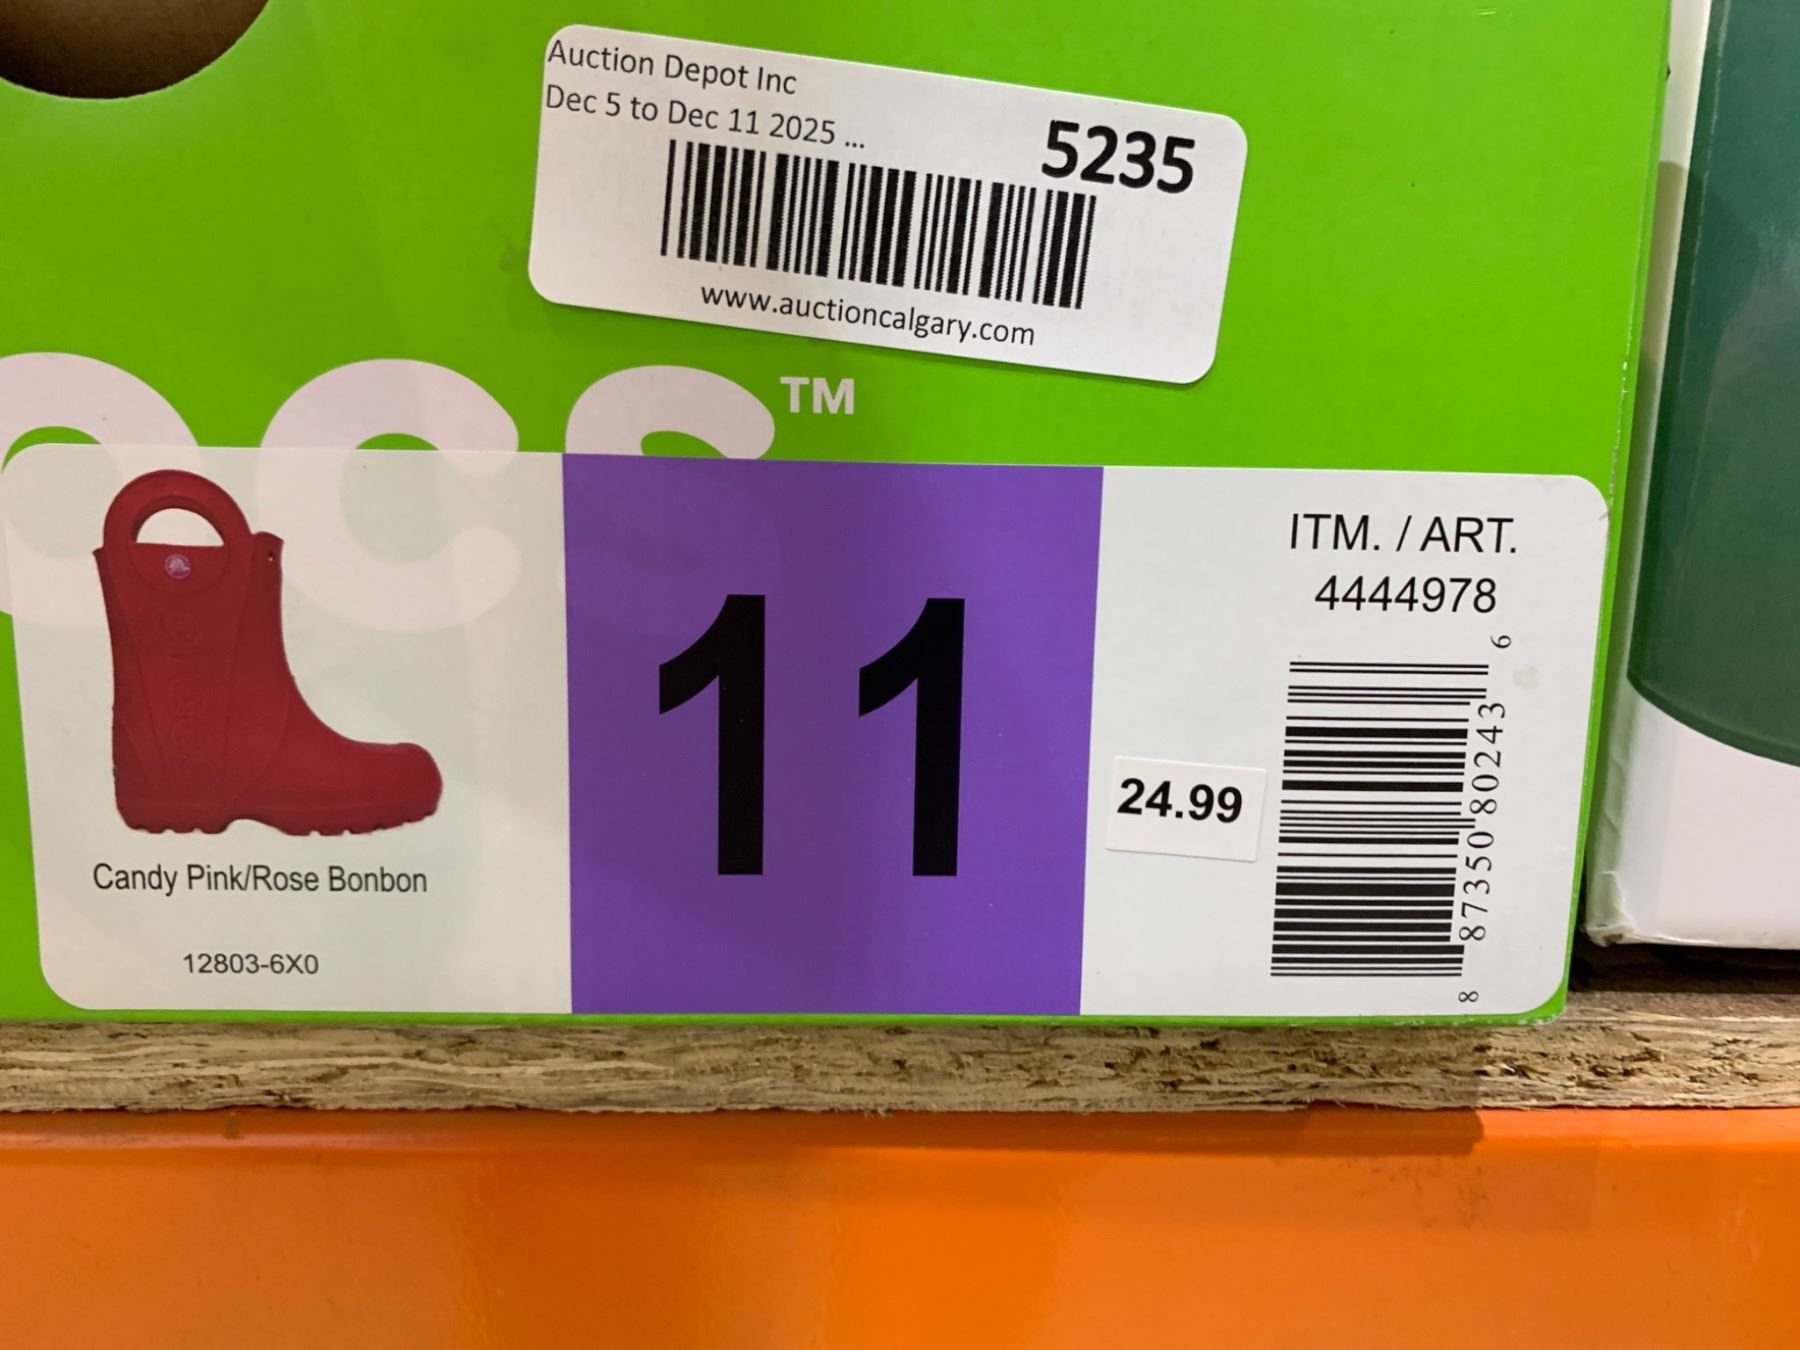 Auction Depot Inc
Dec 5 to Dec 11 2025 ...
5235
www.auctioncalgary.com
ocs™
Candy Pink/Rose Bonbon
12803-6X0
11
24.99
ITM. / ART.
4444978
8 87350 80243 6